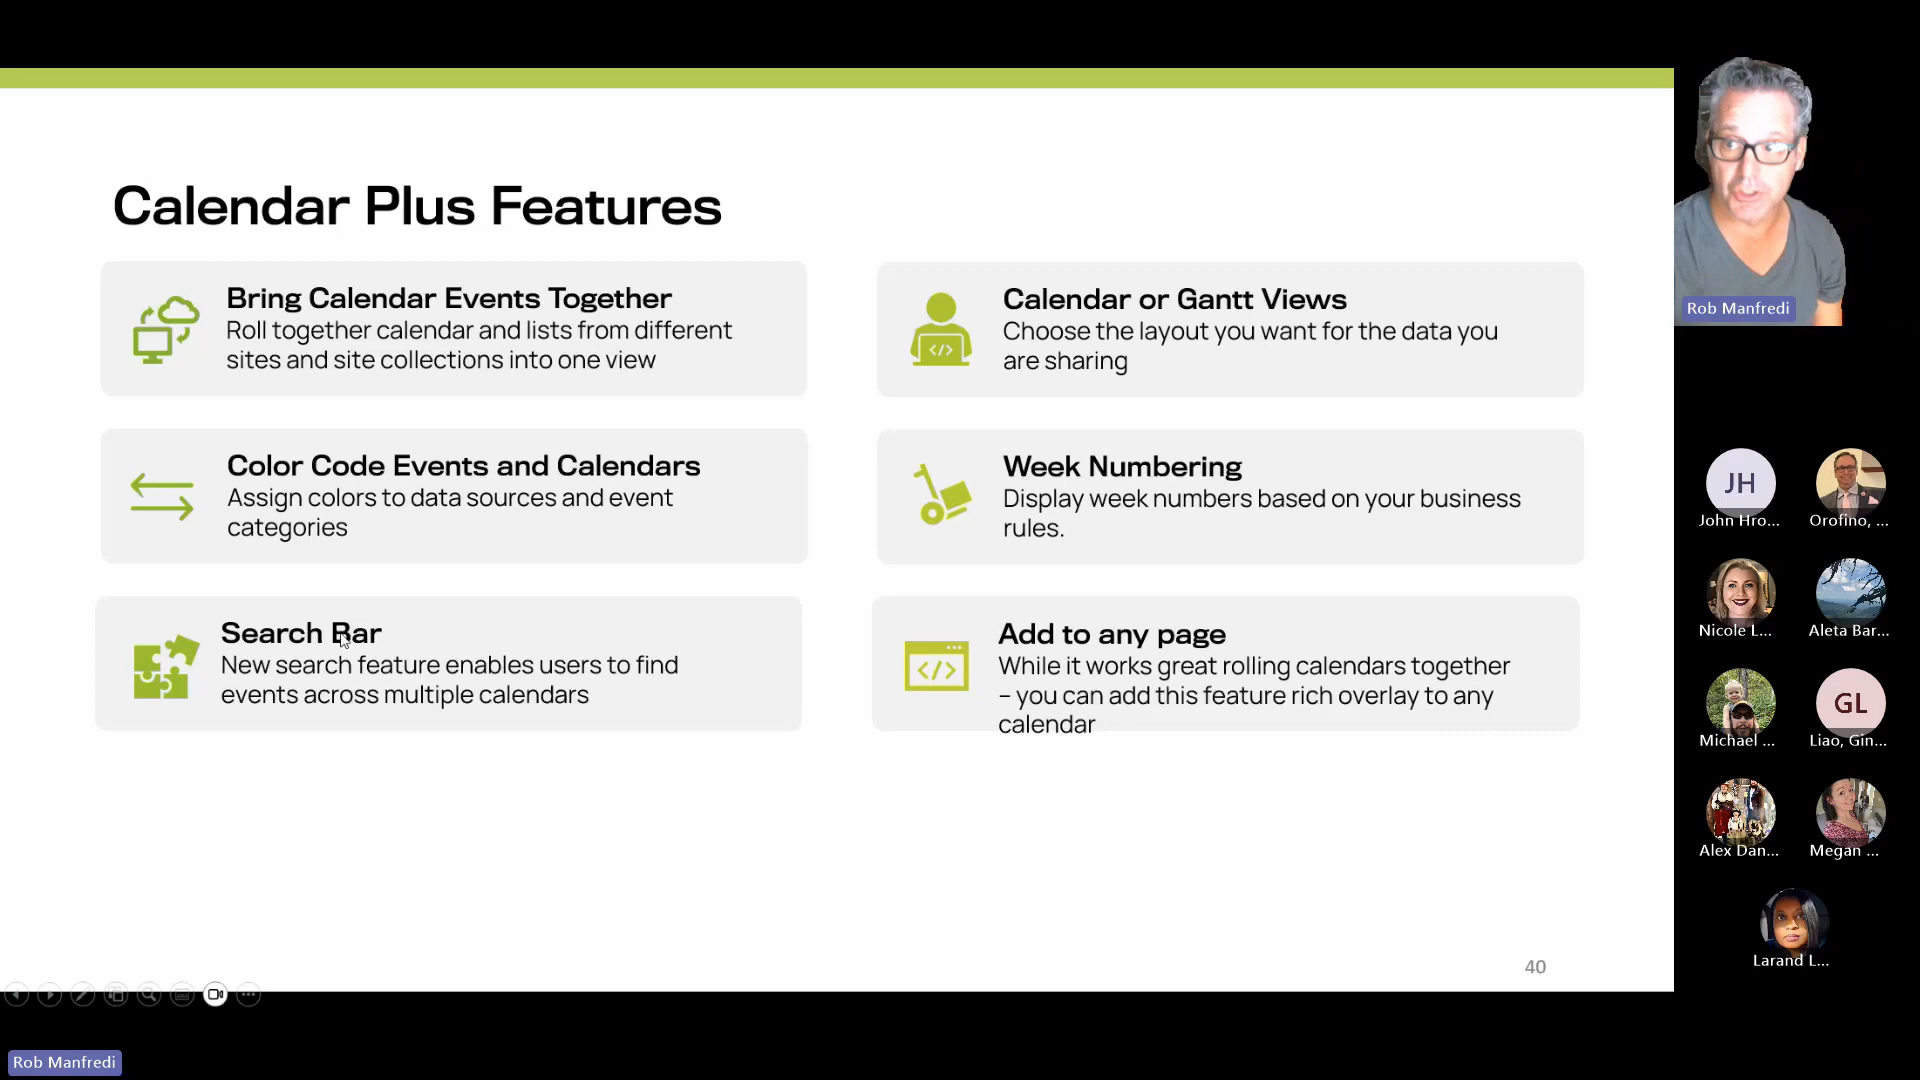 Calendar Plus Features
Bring Calendar Events Together
Roll together calendar and lists from different
sites and site collections into one view
Calendar or Gantt Views
Choose the layout you want for the data you
are sharing
Color Code Events and Calendars
Assign colors to data sources and event
categories
Week Numbering
Display week numbers based on your business
rules.
Search Bar
New search feature enables users to find
events across multiple calendars
</>
Add to any page
While it works great rolling calendars together
– you can add this feature rich overlay to any
calendar
</>
40
Rob Manfredi
JH
John Hro...
Orofino, ...
Nicole L...
Aleta Bar...
Michael ...
GL
Liao, Gin...
Alex Dan...
Megan ...
Larand L...
Rob Manfredi